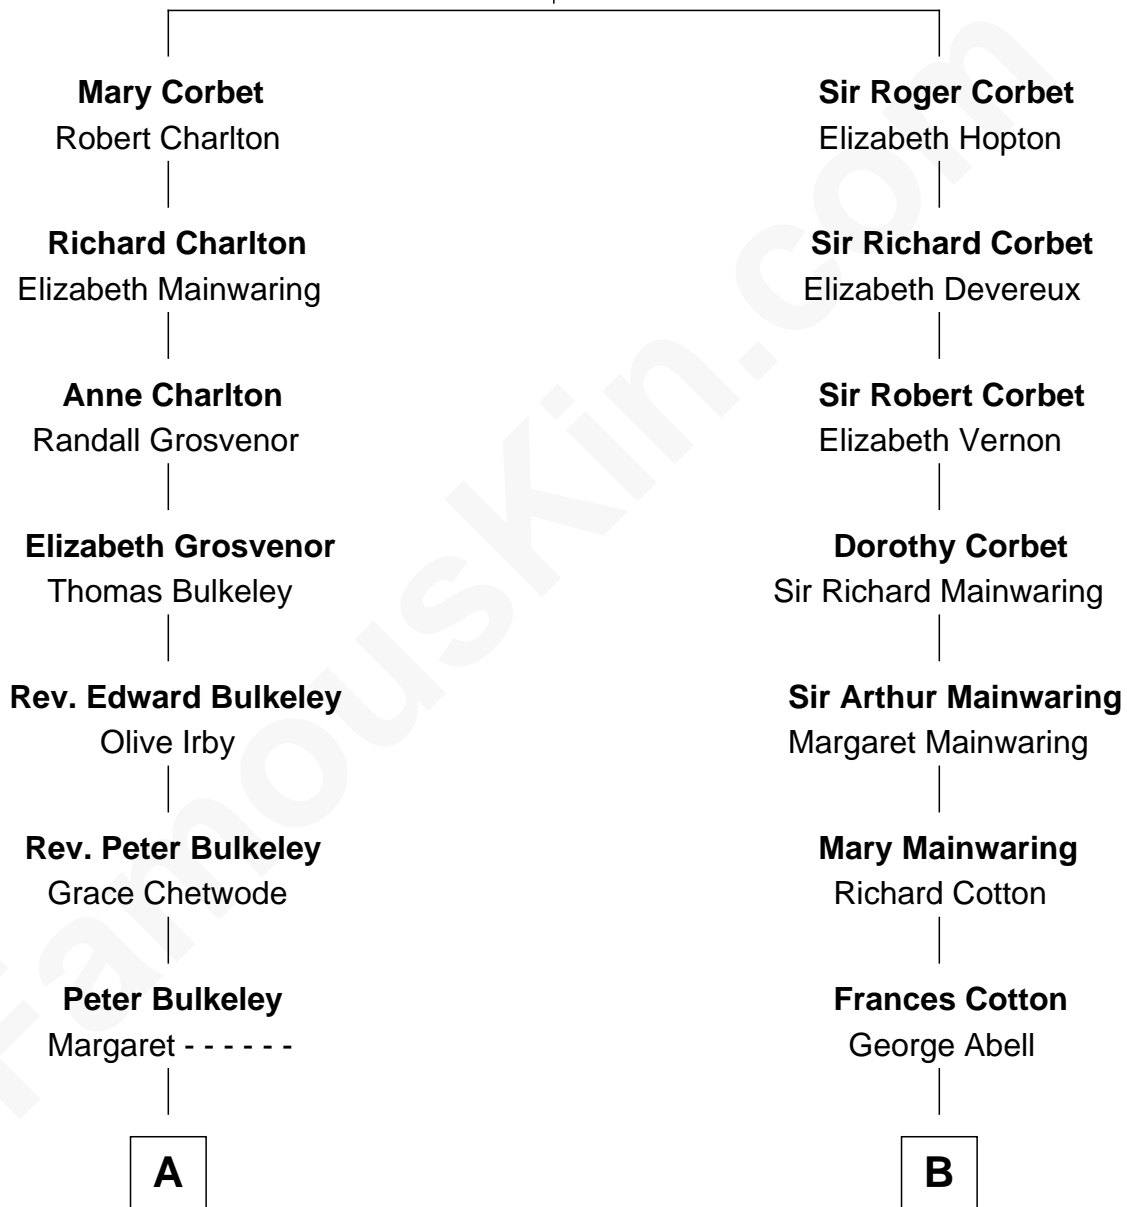 Mary Corbet
Robert Charlton
Richard Charlton
Elizabeth Mainwaring
Anne Charlton
Randall Grosvenor
Elizabeth Grosvenor
Thomas Bulkeley
Rev. Edward Bulkeley
Olive Irby
Rev. Peter Bulkeley
Grace Chetwode
Peter Bulkeley
Margaret - - - - - -
A
Sir Roger Corbet
Elizabeth Hopton
Sir Richard Corbet
Elizabeth Devereux
Sir Robert Corbet
Elizabeth Vernon
Dorothy Corbet
Sir Richard Mainwaring
Sir Arthur Mainwaring
Margaret Mainwaring
Mary Mainwaring
Richard Cotton
Frances Cotton
George Abell
B
FamousKin.com